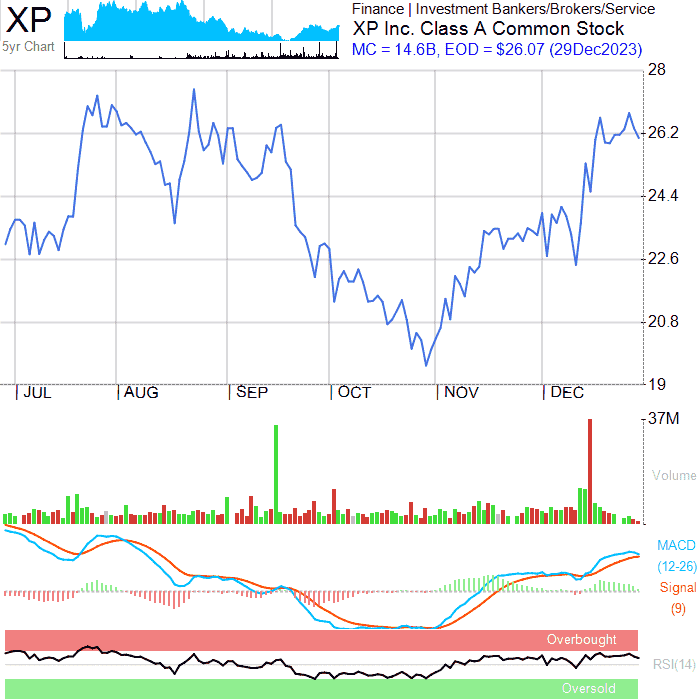 XP
5yr Chart
Finance | Investment Bankers/Brokers/Service
XP Inc. Class A Common Stock
MC = 14.6B, EOD = $26.07 (29Dec2023)
28
26.2
24.4
22.6
20.8
19
JUL
AUG
SEP
OCT
NOV
DEC
37M
Volume
MACD
(12-26)
Signal
(9)
Overbought
RSI(14)
Oversold